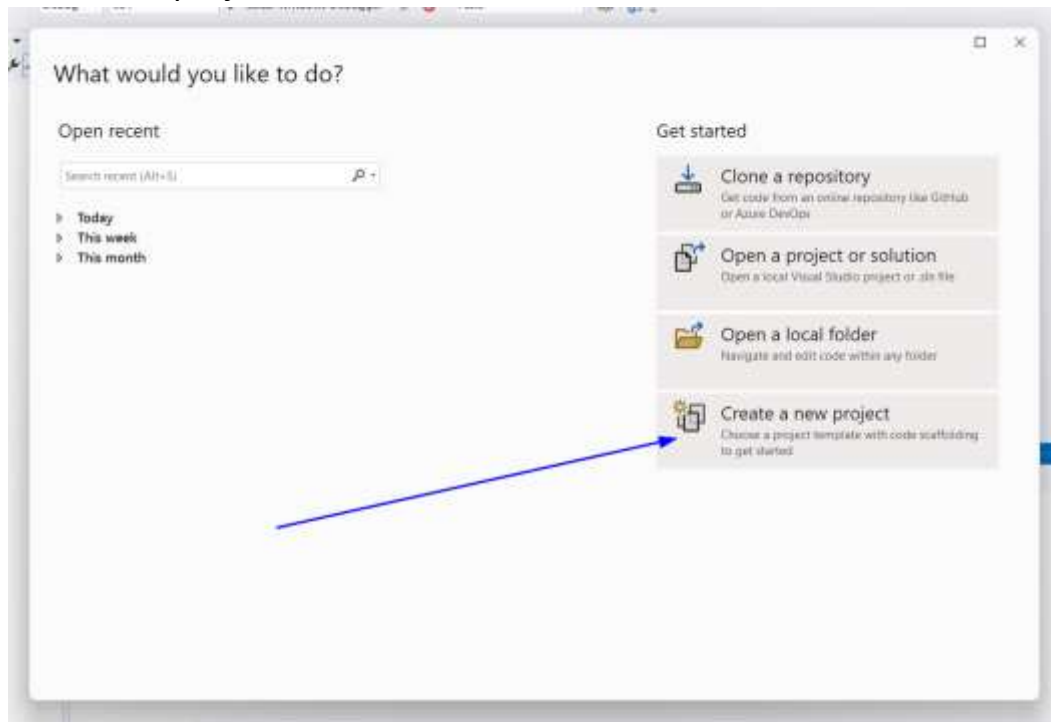 What would you like to do?
Open recent
Search recent (Alt+S)
Today
This week
This month
Get started
Clone a repository
Get code from an online repository like GitHub
or Azure DevOps
Open a project or solution
Open a local Visual Studio project or .sln file
Open a local folder
Navigate and edit code within any folder
Create a new project
Choose a project template with code scaffolding
to get started